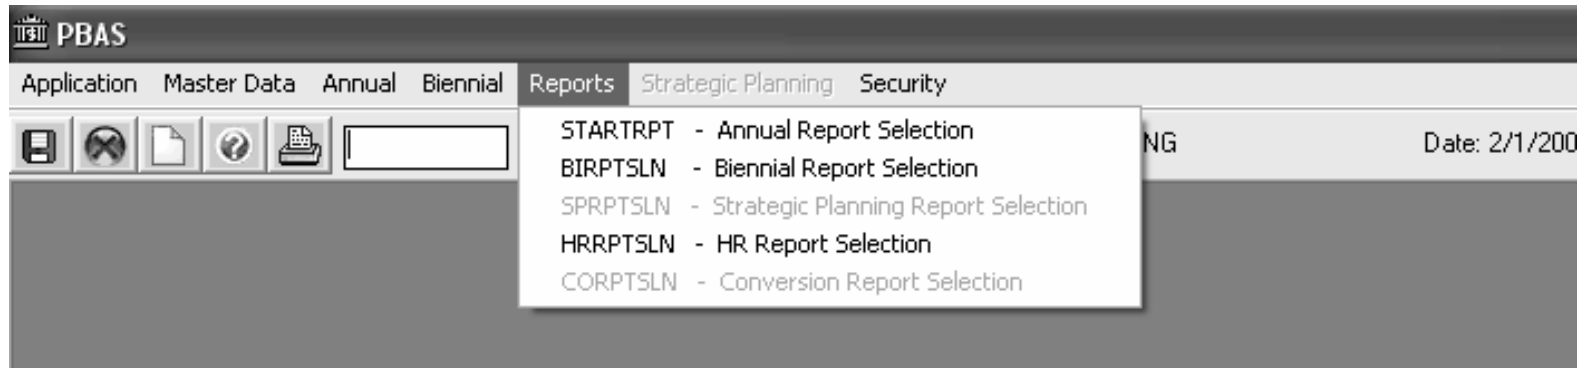 PBAS
Application Master Data Annual Biennial Reports Strategic Planning Security
STARTRPT - Annual Report Selection
NG Date: 2/1/200
BIRPTSLN - Biennial Report Selection
SPRPTSLN - Strategic Planning Report Selection
HRRPTSLN - HR Report Selection
CORPTSLN - Conversion Report Selection